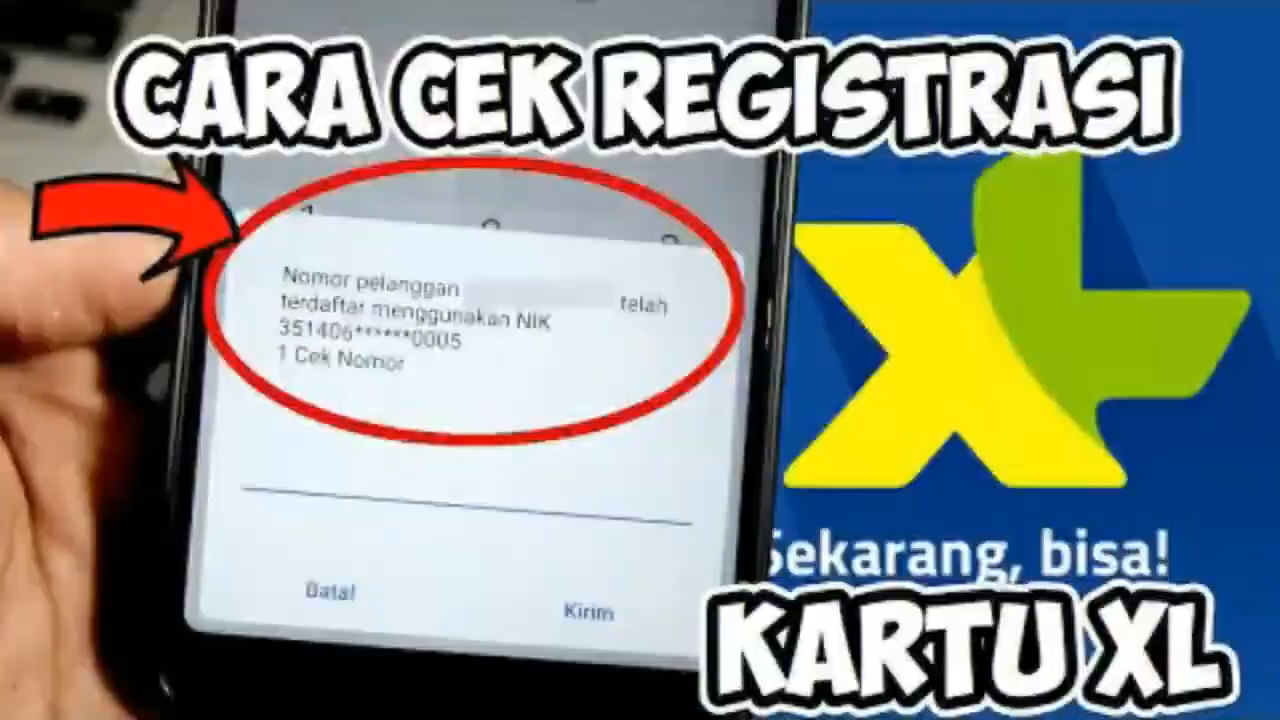 CARA CEK REGISTRASI
Nomor pelanggan telah
terdaftar menggunakan NIK
351406******0005
1 Cek Nomor
Batal
Kirim
XL
Sekarang, bisa!
KARTU XL